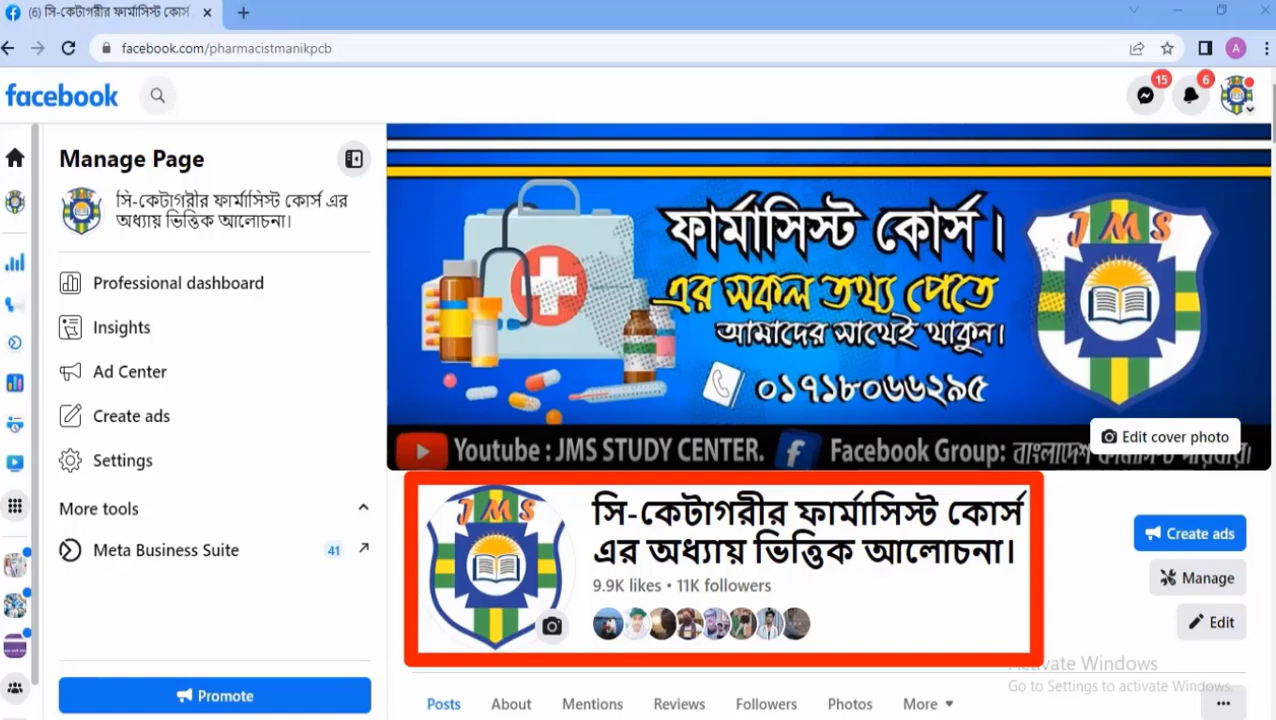 (6) সি-কেটাগরীর ফার্মাসিস্ট কোর্স
facebook.com/pharmacistmanikpcb
A
facebook
15
6
Manage Page
সি-কেটাগরীর ফার্মাসিস্ট কোর্স এর
অধ্যায় ভিত্তিক আলোচনা।
Professional dashboard
Insights
Ad Center
Create ads
Settings
More tools
Meta Business Suite
41
Promote
ফার্মাসিস্ট কোর্স।
এর সকল তথ্য পেতে
আমাদের সাথেই থাকুন।
০১৭১৮০৬৬২৯৫
JMS
Edit cover photo
Youtube : JMS STUDY CENTER.
Facebook Group: বাংলাদেশ ফার্মাসিস্ট পরিবার।
JMS
সি-কেটাগরীর ফার্মাসিস্ট কোর্স
এর অধ্যায় ভিত্তিক আলোচনা।
9.9K likes • 11K followers
Create ads
Manage
Edit
Activate Windows
Go to Settings to activate Windows.
Posts
About
Mentions
Reviews
Followers
Photos
More